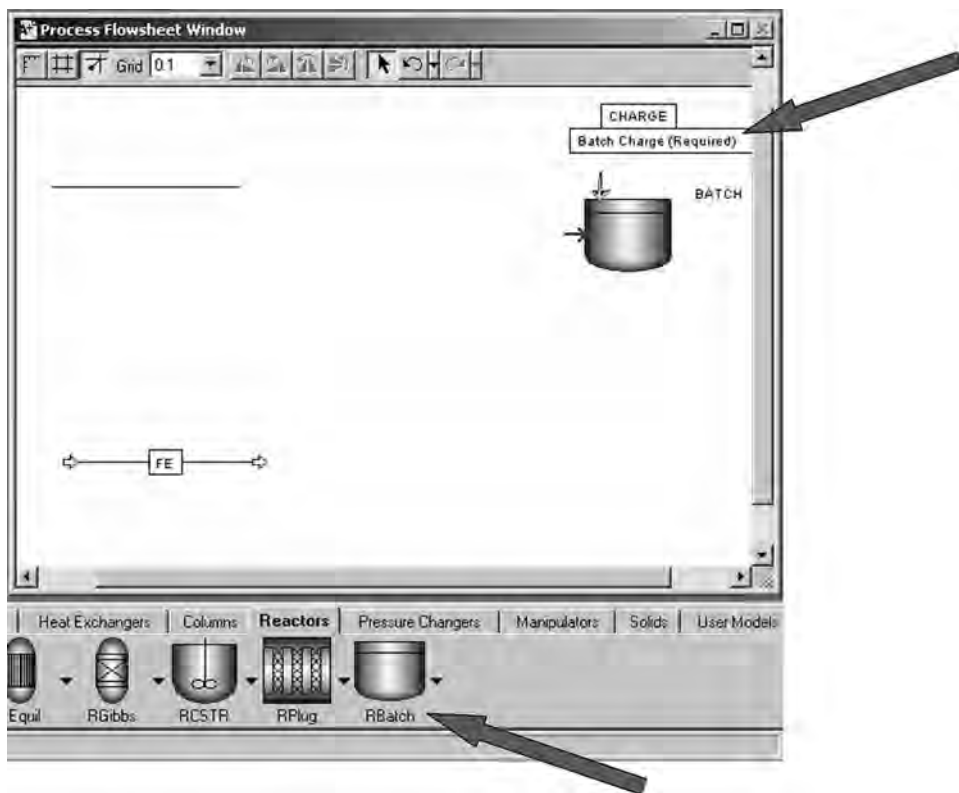 Process Flowsheet Window
Grid 0.1
CHARGE
Batch Charge (Required)
BATCH
FE
Heat Exchangers Columns Reactors Pressure Changers Manipulators Solids User Models
Equil RGibbs RCSTR RPlug RBatch